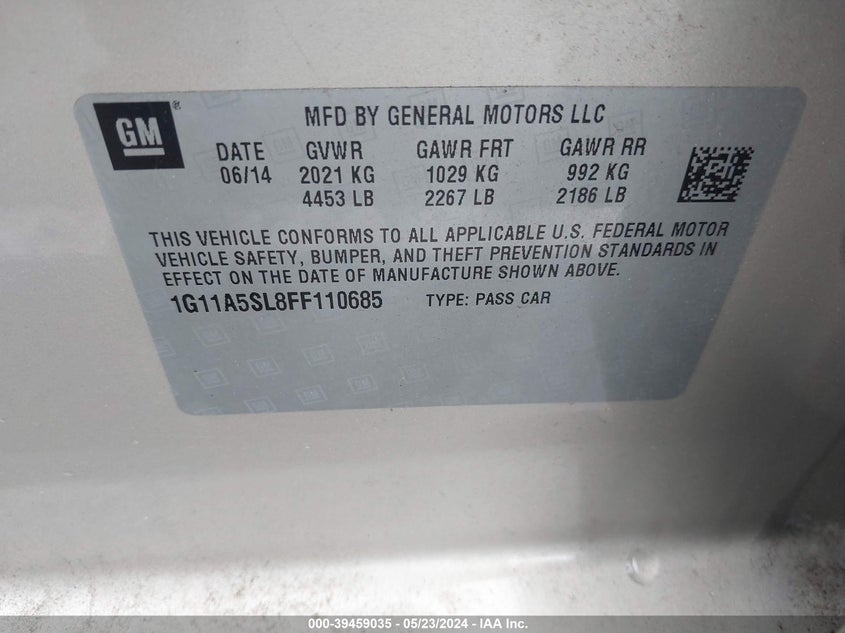 GM
®
MFD BY GENERAL MOTORS LLC
DATE GVWR GAWR FRT GAWR RR
06/14 2021 KG 1029 KG 992 KG
4453 LB 2267 LB 2186 LB
THIS VEHICLE CONFORMS TO ALL APPLICABLE U.S. FEDERAL MOTOR
VEHICLE SAFETY, BUMPER, AND THEFT PREVENTION STANDARDS IN
EFFECT ON THE DATE OF MANUFACTURE SHOWN ABOVE.
1G11A5SL8FF110685 TYPE: PASS CAR
000-39459035 - 05/23/2024 - IAA Inc.